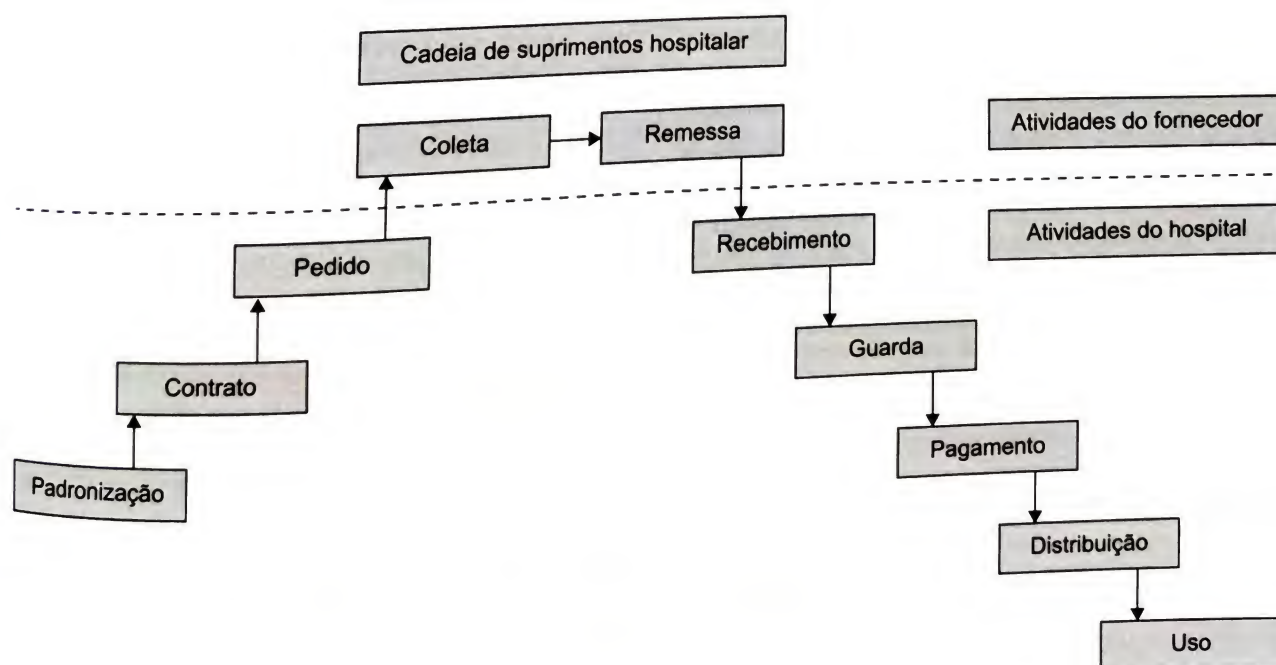 Cadeia de suprimentos hospitalar
Coleta
Remessa
Atividades do fornecedor
Pedido
Recebimento
Atividades do hospital
Contrato
Guarda
Padronização
Pagamento
Distribuição
Uso